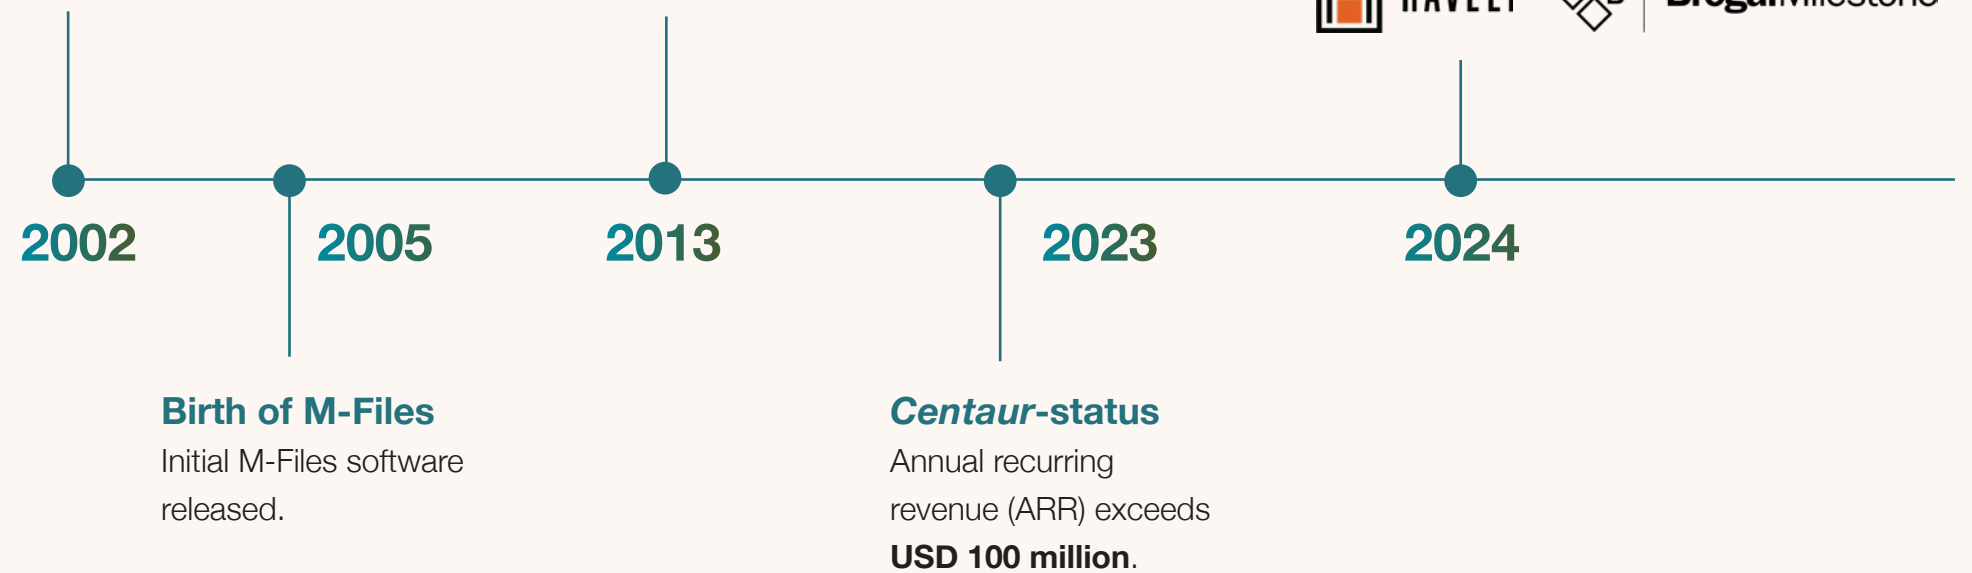 2002
2005
2013
2023
2024
Birth of M-Files
Initial M-Files software
released.
Centaur-status
Annual recurring
revenue (ARR) exceeds
USD 100 million.